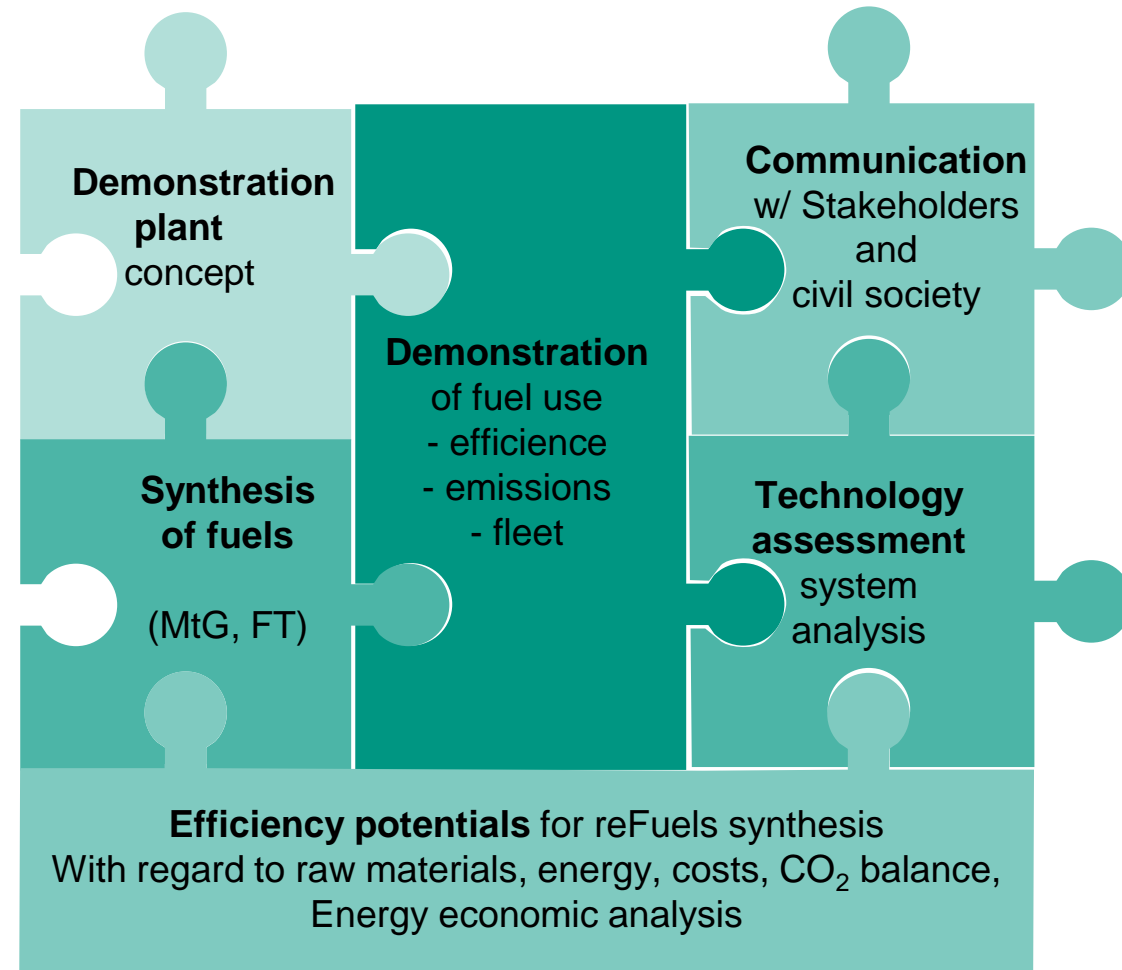 Demonstration
plant
concept
Communication
w/ Stakeholders
and
civil society
Demonstration
of fuel use
- efficience
- emissions
- fleet
Synthesis
of fuels
(MtG, FT)
Technology
assessment
system
analysis
Efficiency potentials for reFuels synthesis
With regard to raw materials, energy, costs, CO₂ balance,
Energy economic analysis